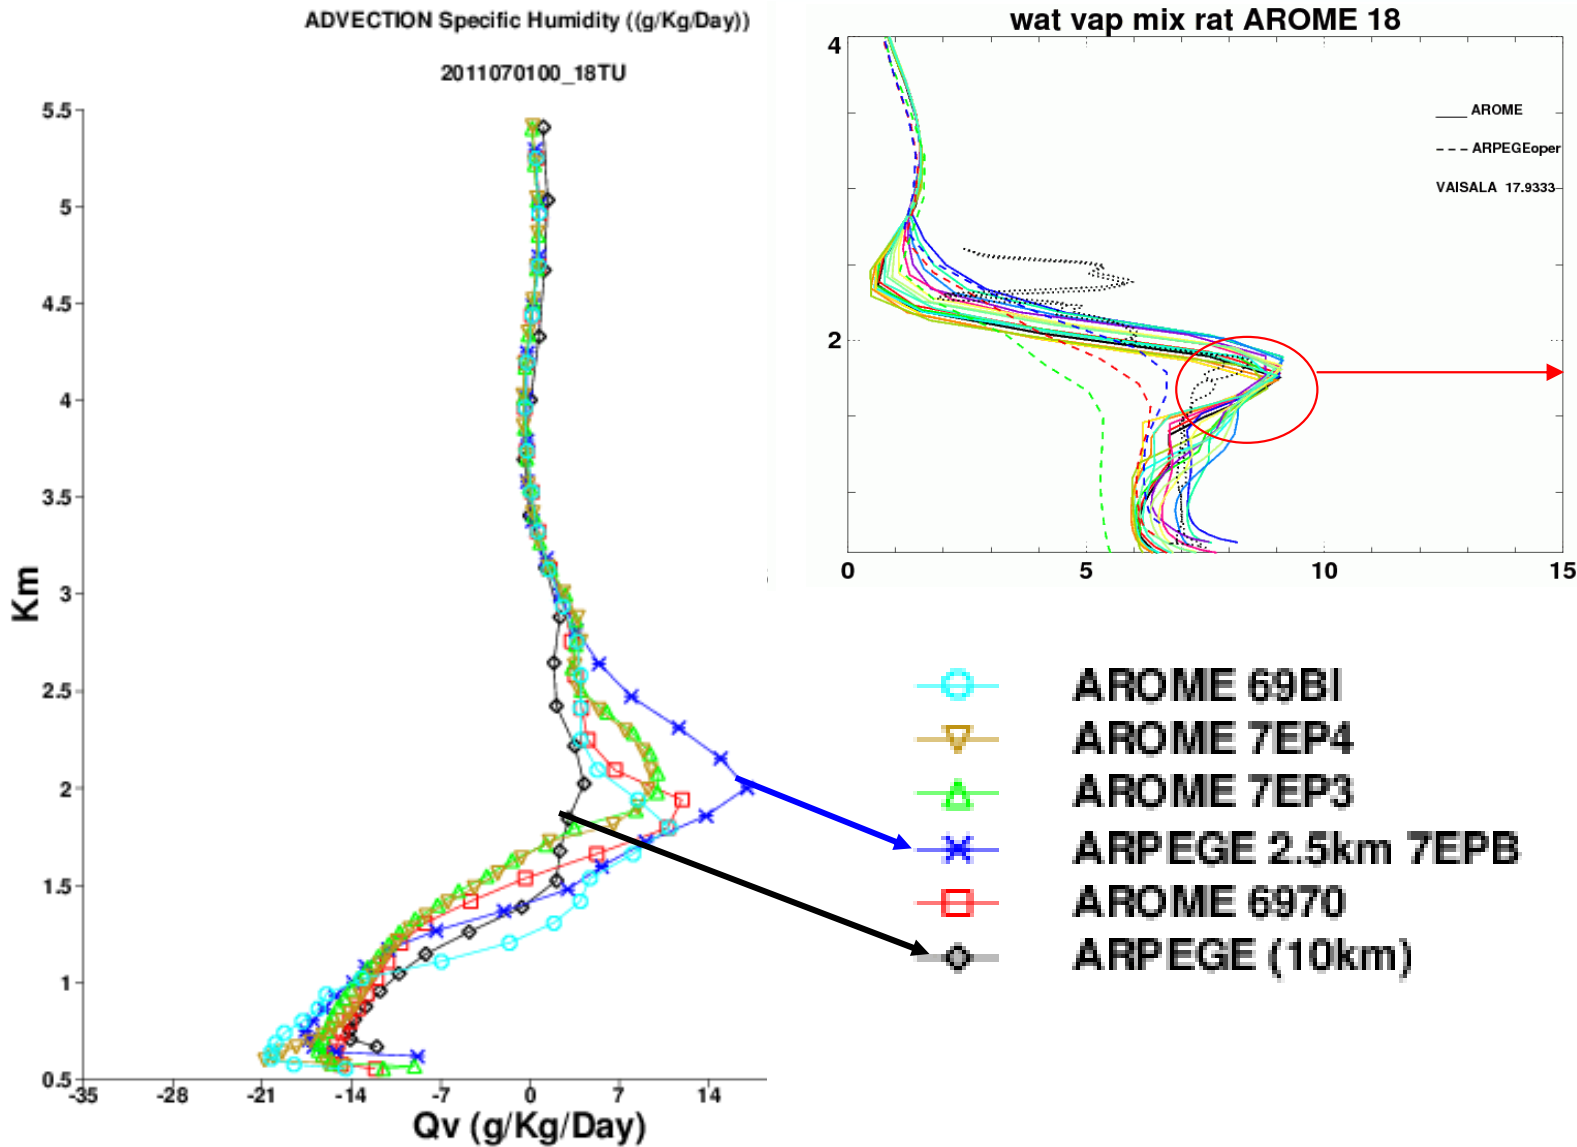 ADVECTION Specific Humidity ((g/Kg/Day))
2011070100_18TU
5.5
5
4.5
4
3.5
3
2.5
2
1.5
1
0.5
Km
-35 -28 -21 -14 -7 0 7 14
Qv (g/Kg/Day)
wat vap mix rat AROME 18
4
2
0 5 10 15
AROME
ARPEGEoper
VAISALA 17.9333
AROME 69BI
AROME 7EP4
AROME 7EP3
ARPEGE 2.5km 7EPB
AROME 6970
ARPEGE (10km)